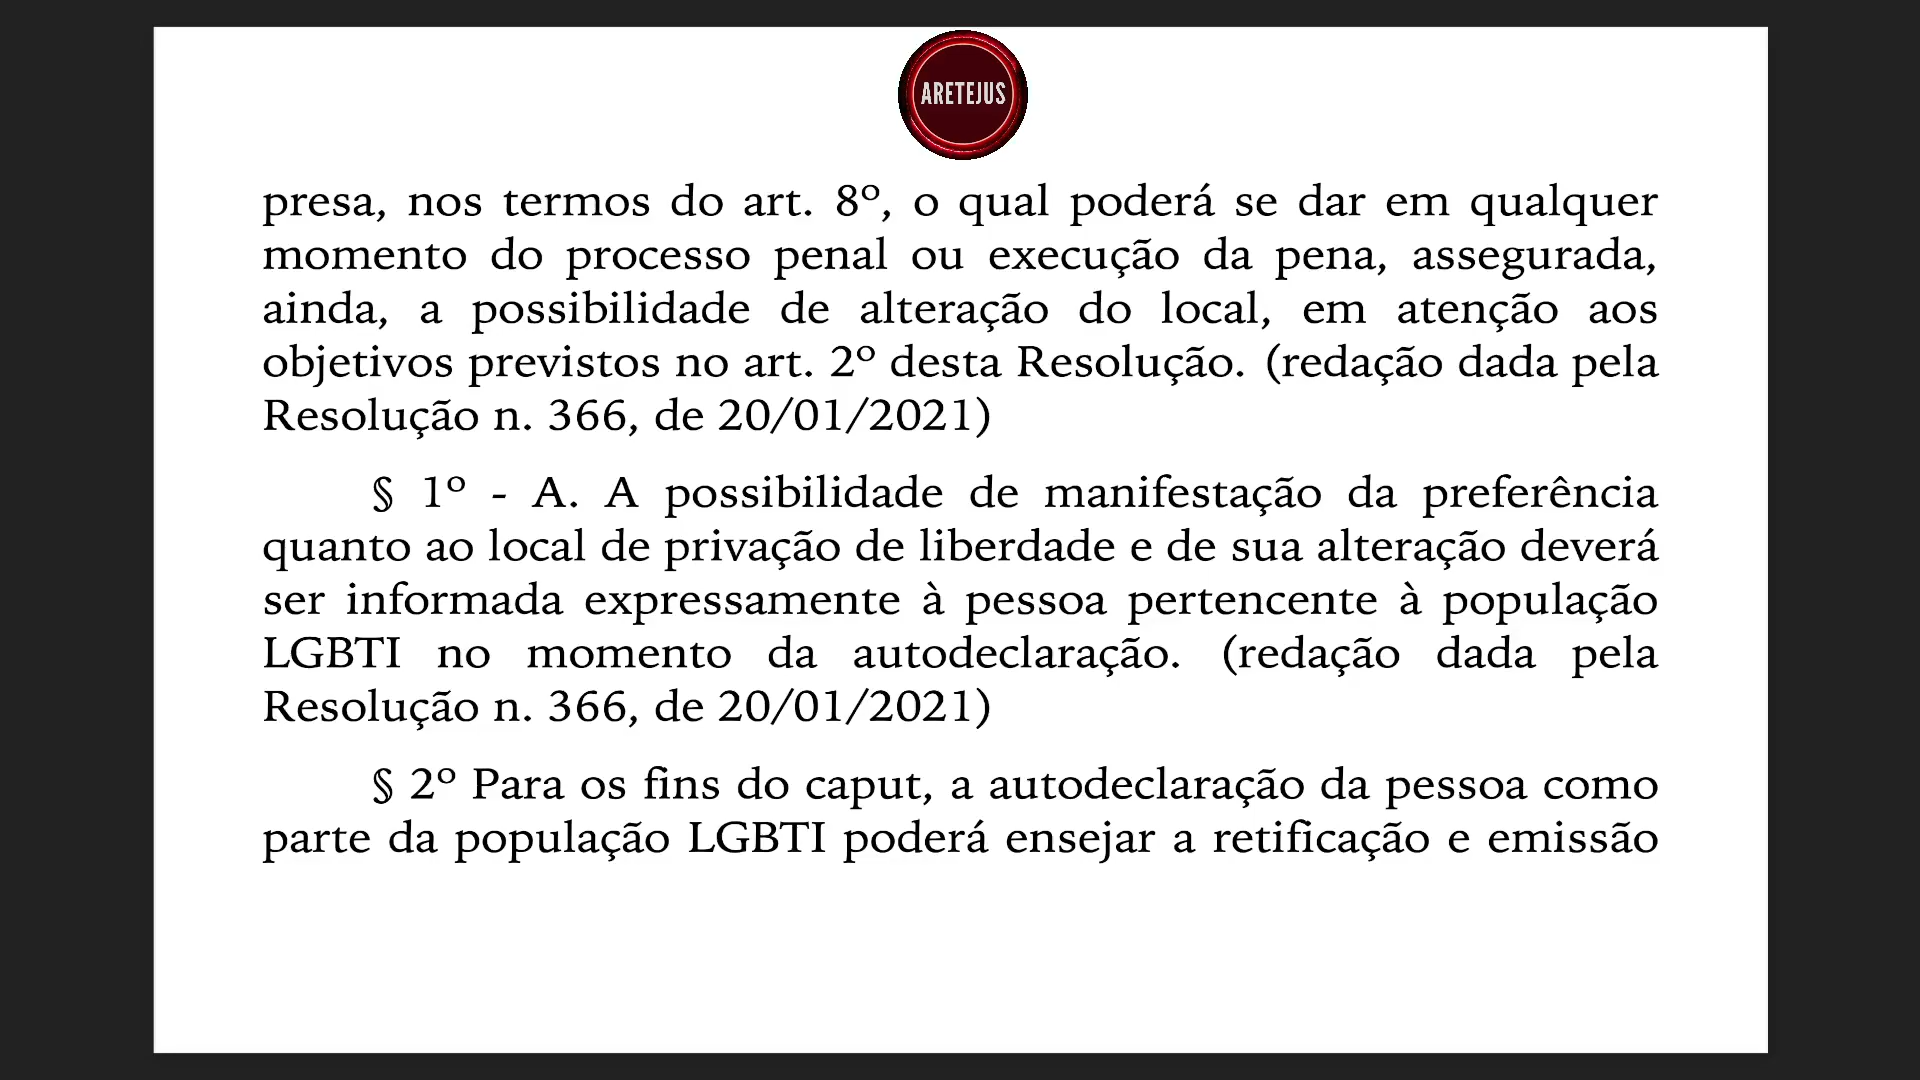 ARETEJUS
presa, nos termos do art. 8º, o qual poderá se dar em qualquer
momento do processo penal ou execução da pena, assegurada,
ainda, a possibilidade de alteração do local, em atenção aos
objetivos previstos no art. 2º desta Resolução. (redação dada pela
Resolução n. 366, de 20/01/2021)
§ 1º - A. A possibilidade de manifestação da preferência
quanto ao local de privação de liberdade e de sua alteração deverá
ser informada expressamente à pessoa pertencente à população
LGBTI no momento da autodeclaração. (redação dada pela
Resolução n. 366, de 20/01/2021)
§ 2º Para os fins do caput, a autodeclaração da pessoa como
parte da população LGBTI poderá ensejar a retificação e emissão